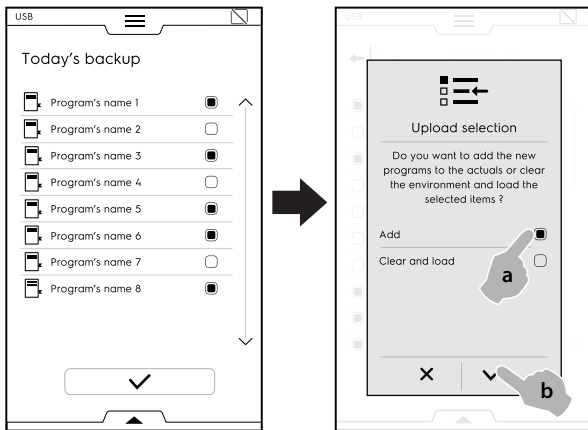 USB
Today's backup
Program's name 1
Program's name 2
Program's name 3
Program's name 4
Program's name 5
Program's name 6
Program's name 7
Program's name 8
USB
Upload selection
Do you want to add the new
programs to the actuals or clear
the environment and load the
selected items ?
Add
Clear and load
a
b